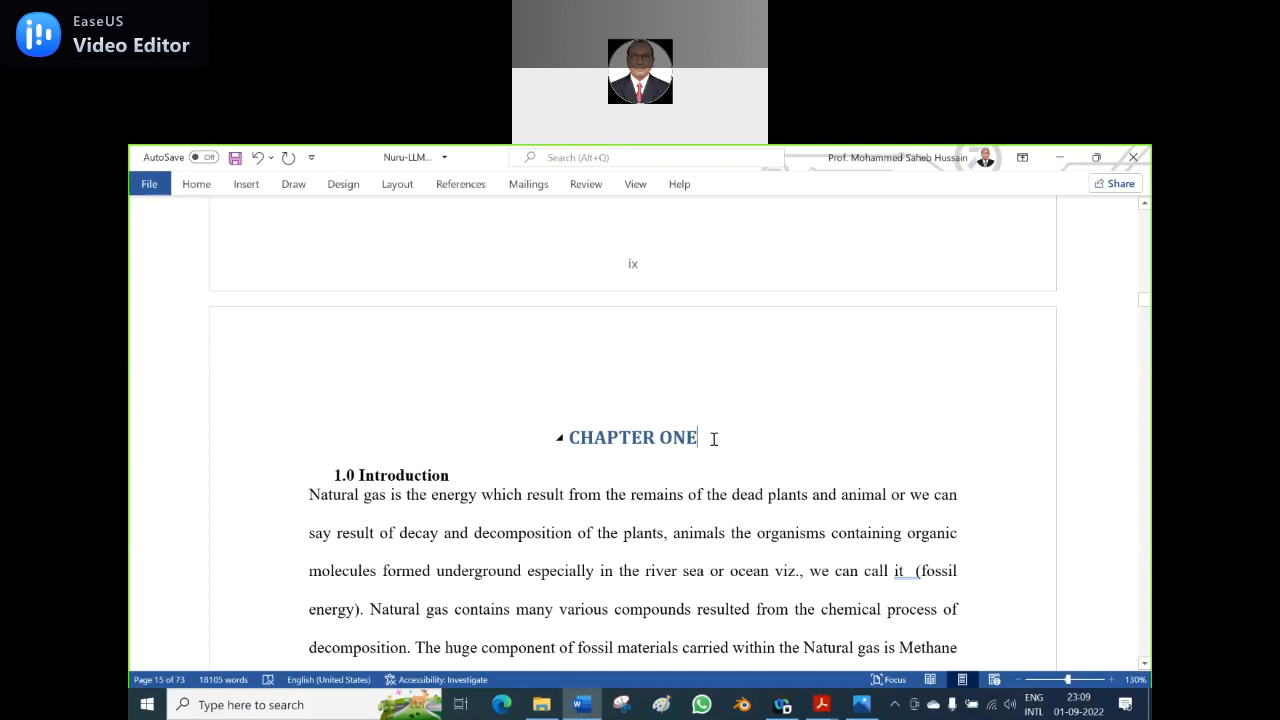 EaseUS
Video Editor
AutoSave Off Nuru-LLM... Search (Alt+Q) Prof. Mohammed Saheb Hussain
File Home Insert Draw Design Layout References Mailings Review View Help Share
ix
CHAPTER ONE
1.0 Introduction
Natural gas is the energy which result from the remains of the dead plants and animal or we can
say result of decay and decomposition of the plants, animals the organisms containing organic
molecules formed underground especially in the river sea or ocean viz., we can call it (fossil
energy). Natural gas contains many various compounds resulted from the chemical process of
decomposition. The huge component of fossil materials carried within the Natural gas is Methane
Page 15 of 73 18105 words English (United States) Accessibility: Investigate Focus 130%
Type here to search ENG 23:09
INTL 01-09-2022